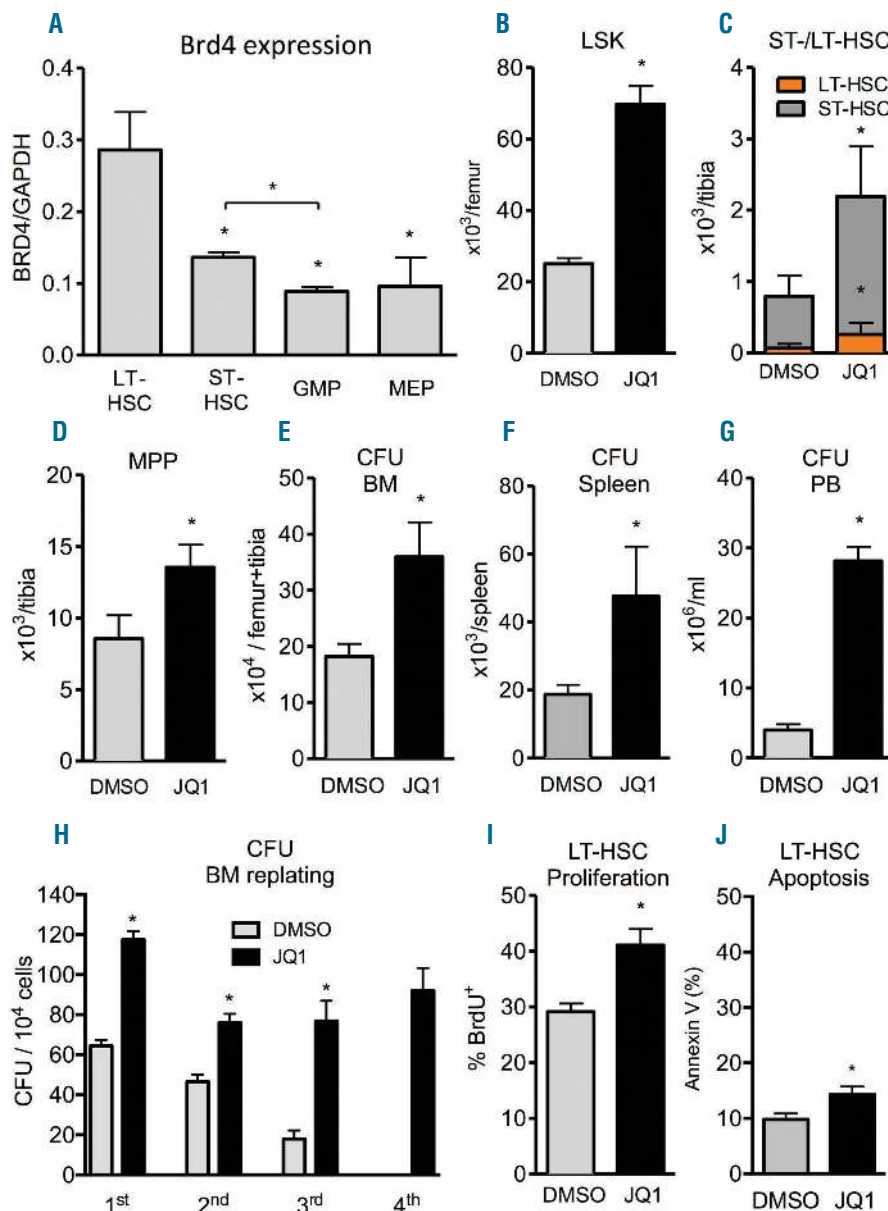 A
Brd4 expression
BRD4/GAPDH
0.3
0.2
0.1
0.0
*
*
*
*
LT-
HSC
ST-
HSC
GMP
MEP
B
LSK
x10³/femur
80
60
40
20
0
*
DMSO
JQ1
C
ST-/LT-HSC
LT-HSC
ST-HSC
x10³/tibia
4
3
2
1
0
*
*
DMSO
JQ1
D
MPP
x10³/tibia
20
15
10
5
0
*
DMSO
JQ1
E
CFU
BM
x10⁴ / femur+tibia
50
40
30
20
10
0
*
DMSO
JQ1
F
CFU
Spleen
x10³/spleen
80
60
40
20
0
*
DMSO
JQ1
G
CFU
PB
x10⁶/ml
40
30
20
10
0
*
DMSO
JQ1
H
CFU
BM replating
DMSO
JQ1
CFU / 10⁴ cells
140
120
100
80
60
40
20
0
*
*
*
1st
2nd
3rd
4th
I
LT-HSC
Proliferation
% BrdU⁺
50
40
30
20
10
0
*
DMSO
JQ1
J
LT-HSC
Apoptosis
Annexin V (%)
50
40
30
20
10
0
*
DMSO
JQ1